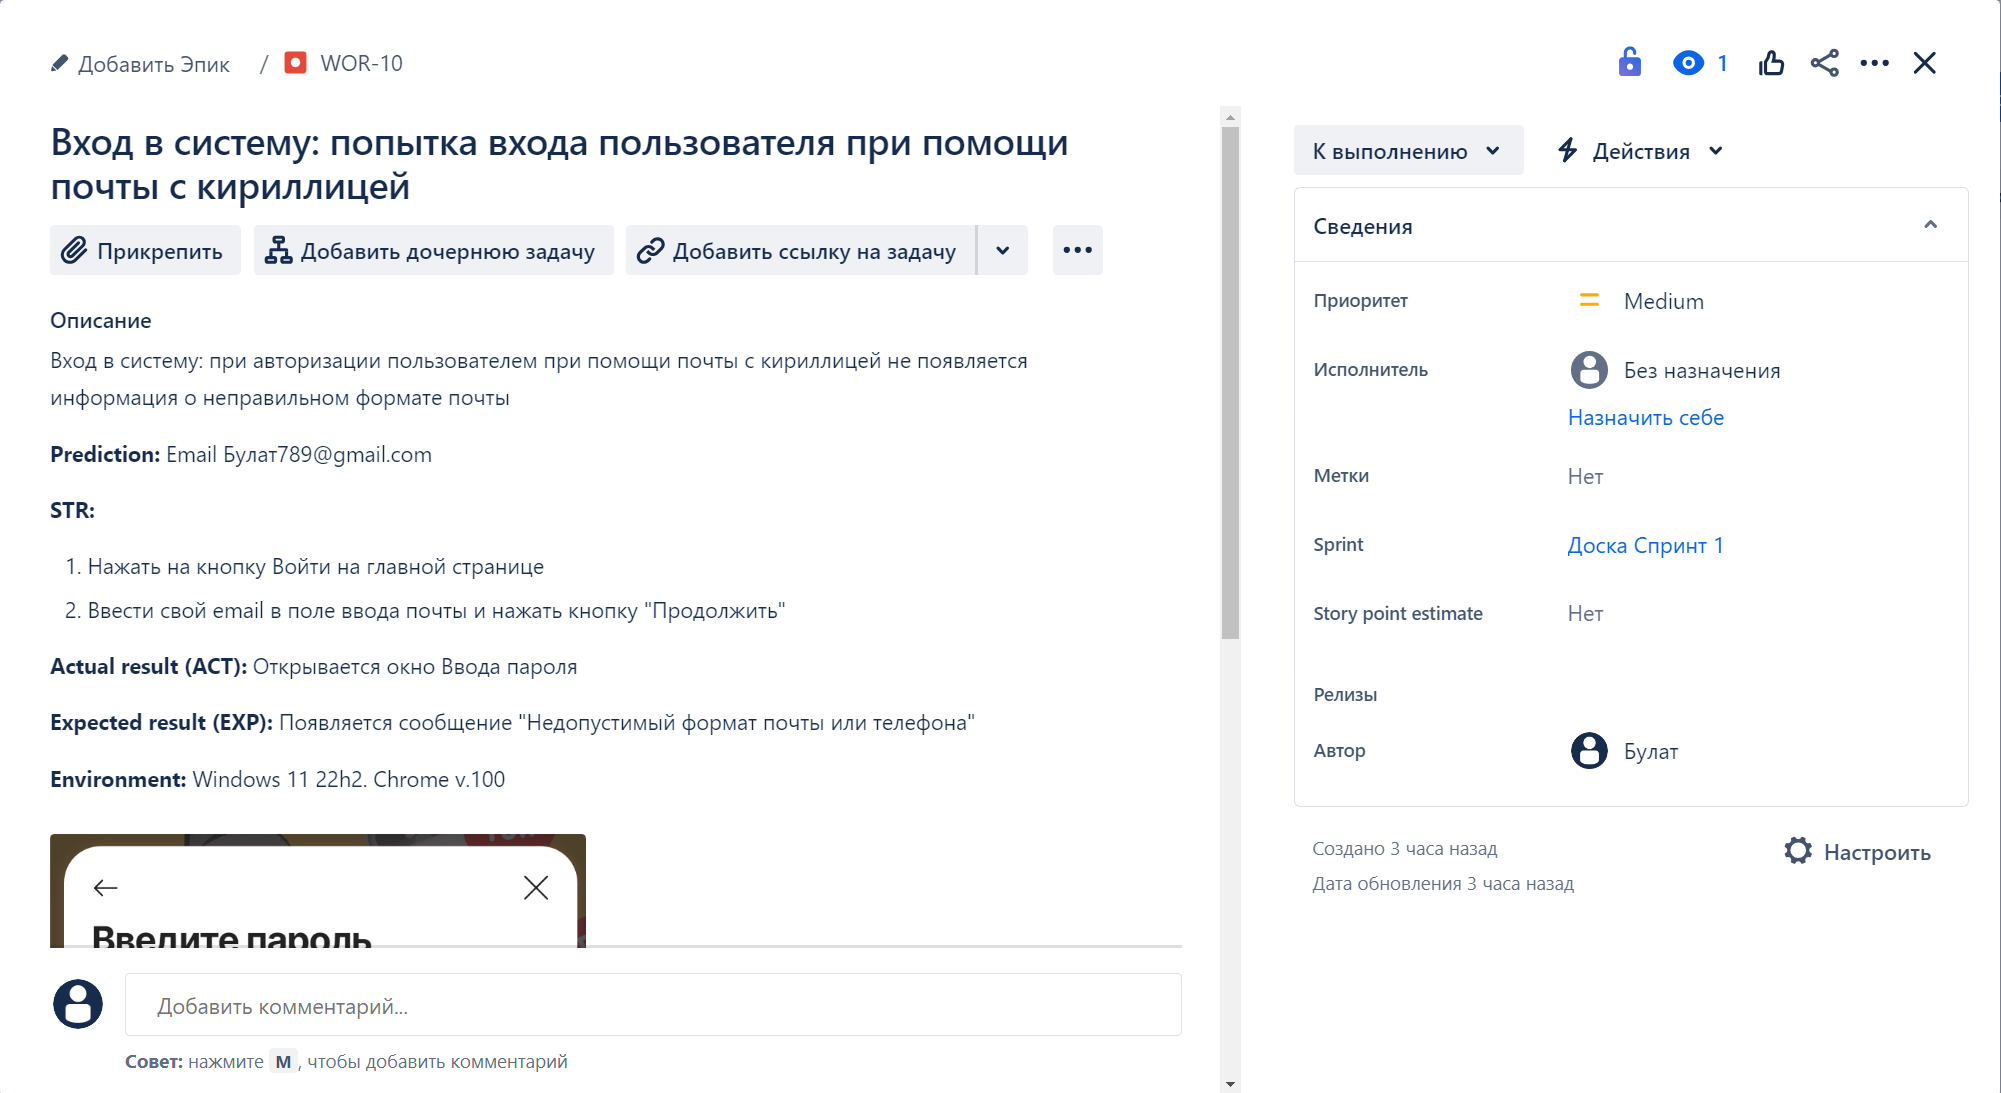 Добавить Эпик / WOR-10
1
Вход в систему: попытка входа пользователя при помощи
почты с кириллицей
Прикрепить
Добавить дочернюю задачу
Добавить ссылку на задачу
Описание
Вход в систему: при авторизации пользователем при помощи почты с кириллицей не появляется
информация о неправильном формате почты
Prediction: Email Булат789@gmail.com
STR:
1. Нажать на кнопку Войти на главной странице
2. Ввести свой email в поле ввода почты и нажать кнопку "Продолжить"
Actual result (ACT): Открывается окно Ввода пароля
Expected result (EXP): Появляется сообщение "Недопустимый формат почты или телефона"
Environment: Windows 11 22h2. Chrome v.100
Введите пароль
Добавить комментарий...
Совет: нажмите M, чтобы добавить комментарий
К выполнению
Действия
Сведения
Приоритет
Medium
Исполнитель
Без назначения
Назначить себе
Метки
Нет
Sprint
Доска Спринт 1
Story point estimate
Нет
Релизы
Автор
Булат
Создано 3 часа назад
Дата обновления 3 часа назад
Настроить